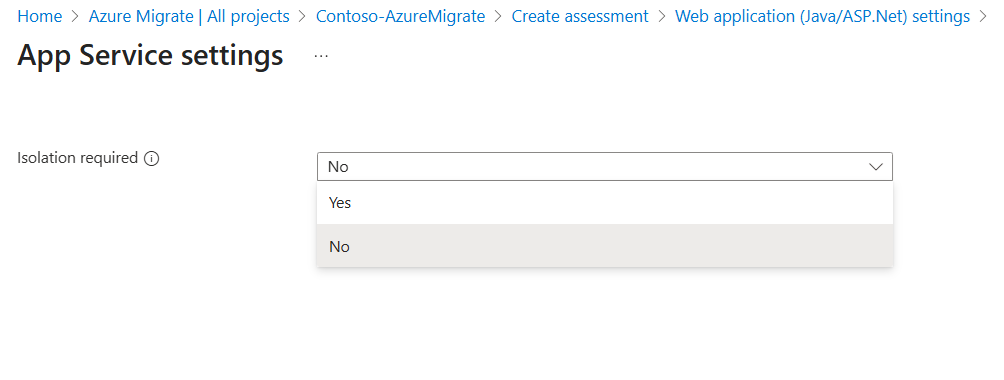 Home > Azure Migrate | All projects > Contoso-AzureMigrate > Create assessment > Web application (Java/ASP.Net) settings >
App Service settings ...
Isolation required
No
Yes
No